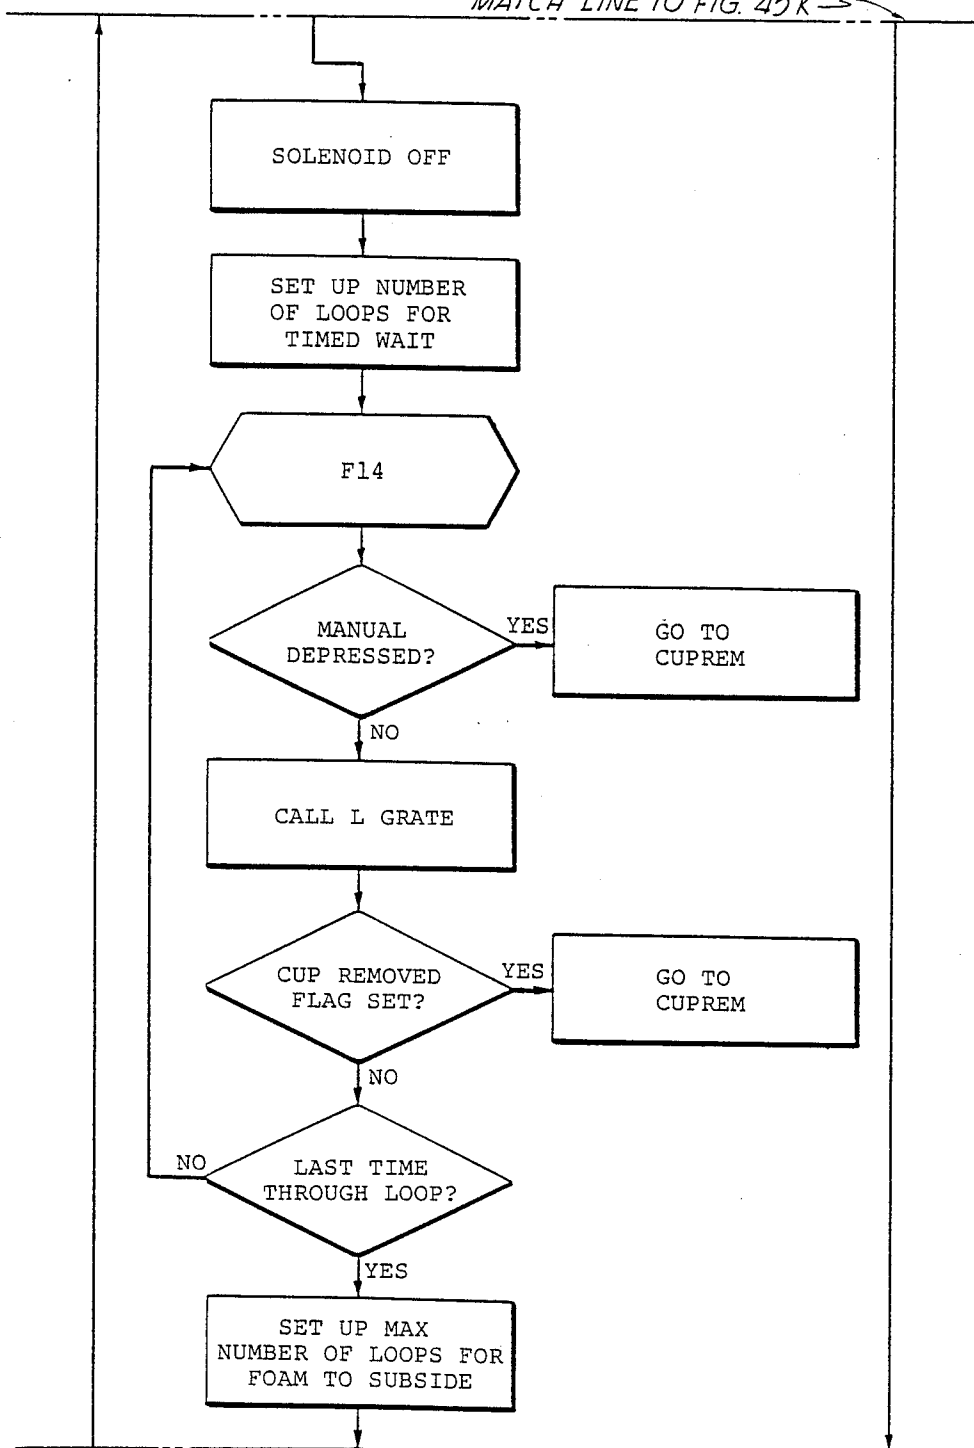 MATCH LINE TO FIG. 45K
SOLENOID OFF
SET UP NUMBER
OF LOOPS FOR
TIMED WAIT
F14
MANUAL
DEPRESSED?
YES
GO TO
CUPREM
NO
CALL L GRATE
CUP REMOVED
FLAG SET?
YES
GO TO
CUPREM
NO
LAST TIME
THROUGH LOOP?
NO
YES
SET UP MAX
NUMBER OF LOOPS FOR
FOAM TO SUBSIDE